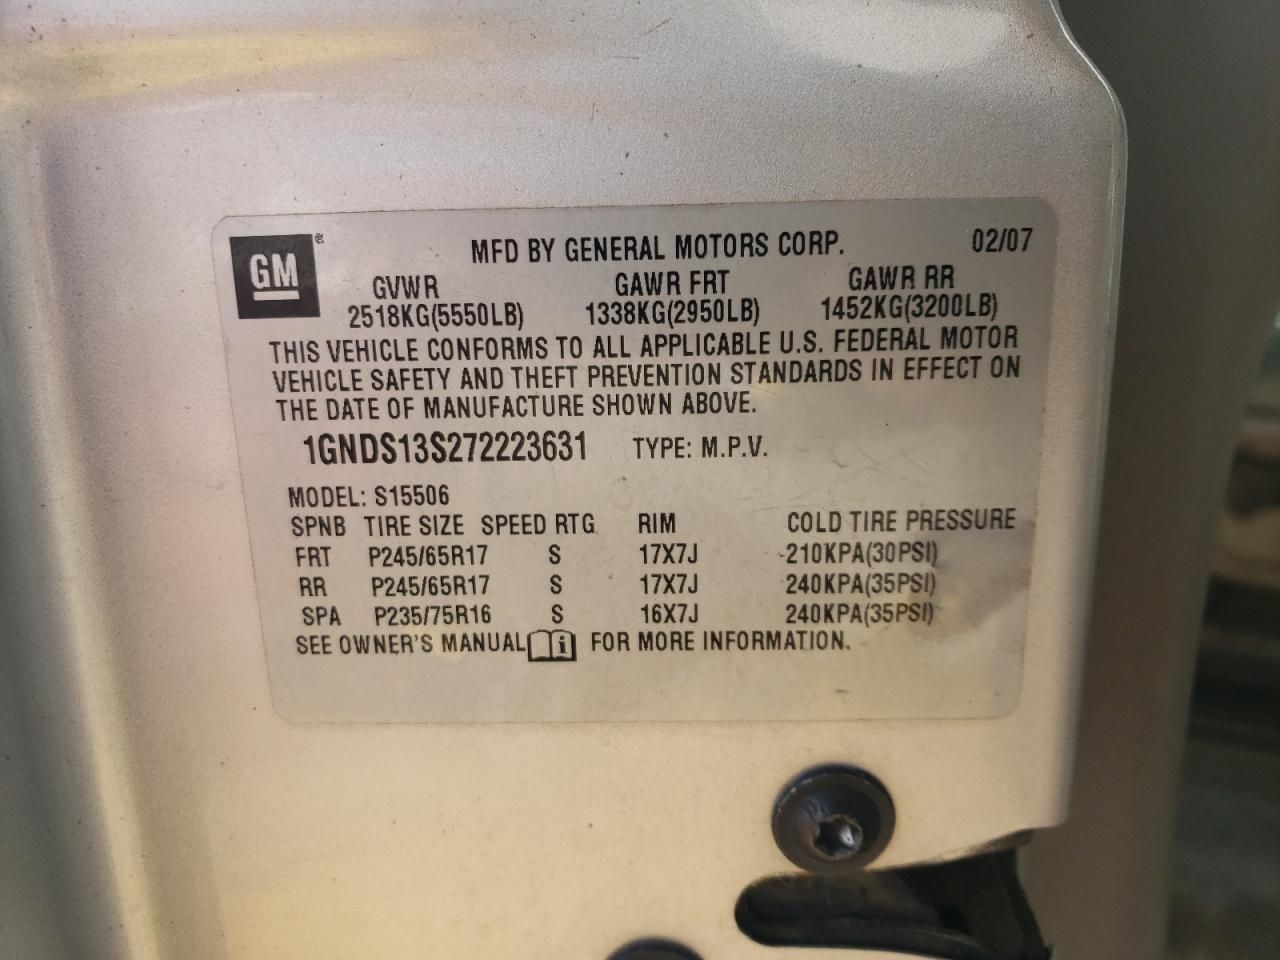 GM®
MFD BY GENERAL MOTORS CORP. 02/07
GVWR GAWR FRT GAWR RR
2518KG(5550LB) 1338KG(2950LB) 1452KG(3200LB)
THIS VEHICLE CONFORMS TO ALL APPLICABLE U.S. FEDERAL MOTOR
VEHICLE SAFETY AND THEFT PREVENTION STANDARDS IN EFFECT ON
THE DATE OF MANUFACTURE SHOWN ABOVE.
1GNDS13S272223631 TYPE: M.P.V.
MODEL: S15506
SPNB TIRE SIZE SPEED RTG RIM COLD TIRE PRESSURE
FRT P245/65R17 S 17X7J 210KPA(30PSI)
RR P245/65R17 S 17X7J 240KPA(35PSI)
SPA P235/75R16 S 16X7J 240KPA(35PSI)
SEE OWNER'S MANUAL i FOR MORE INFORMATION.